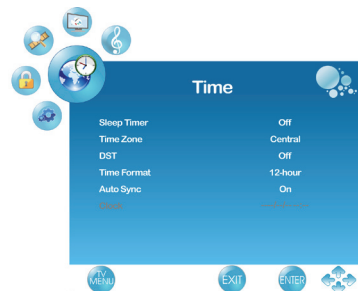 Time
Sleep Timer Off
Time Zone Central
DST Off
Time Format 12-hour
Auto Sync On
TV
MENU
EXIT
ENTER